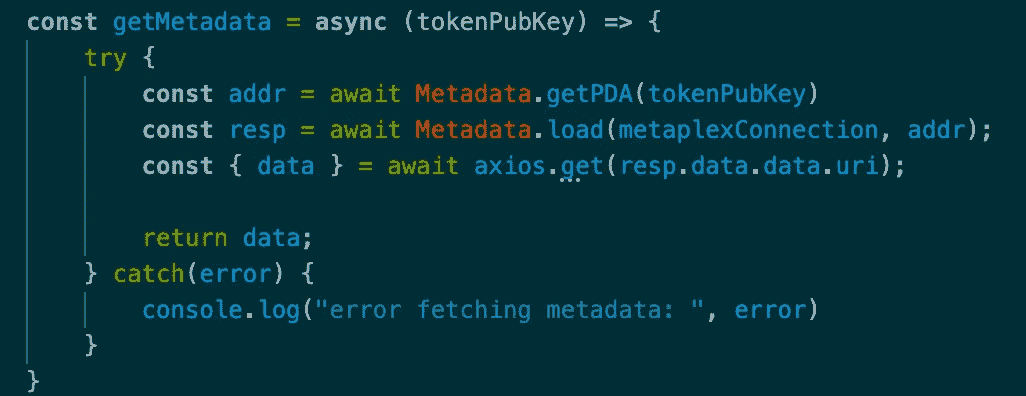 const getMetadata = async (tokenPubKey) => {
try {
const addr = await Metadata.getPDA(tokenPubKey)
const resp = await Metadata.load(metaplexConnection, addr);
const { data } = await axios.get(resp.data.data.uri);
return data;
} catch(error) {
console.log("error fetching metadata: ", error)
}
}